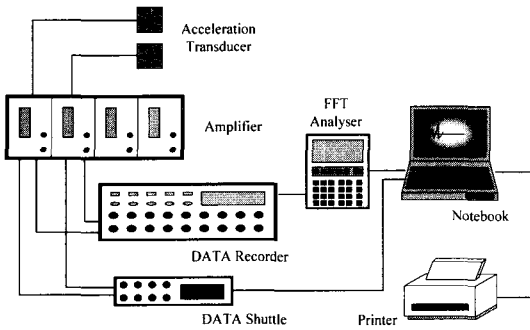 Acceleration
Transducer
Amplifier
FFT
Analyser
Notebook
DATA Recorder
DATA Shuttle
Printer